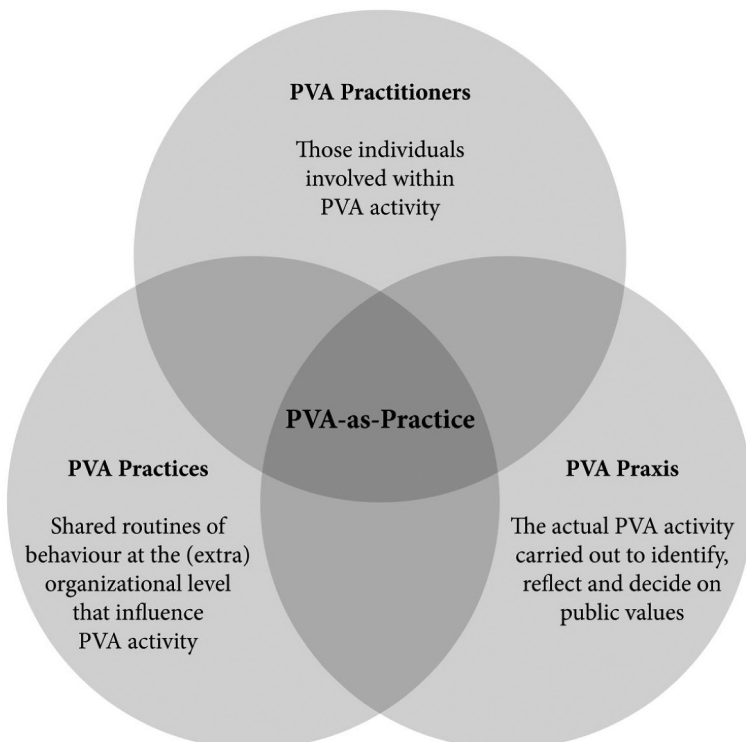 PVA Practitioners
Those individuals
involved within
PVA activity
PVA-as-Practice
PVA Practices
Shared routines of
behaviour at the (extra)
organizational level
that influence
PVA activity
PVA Praxis
The actual PVA activity
carried out to identify,
reflect and decide on
public values